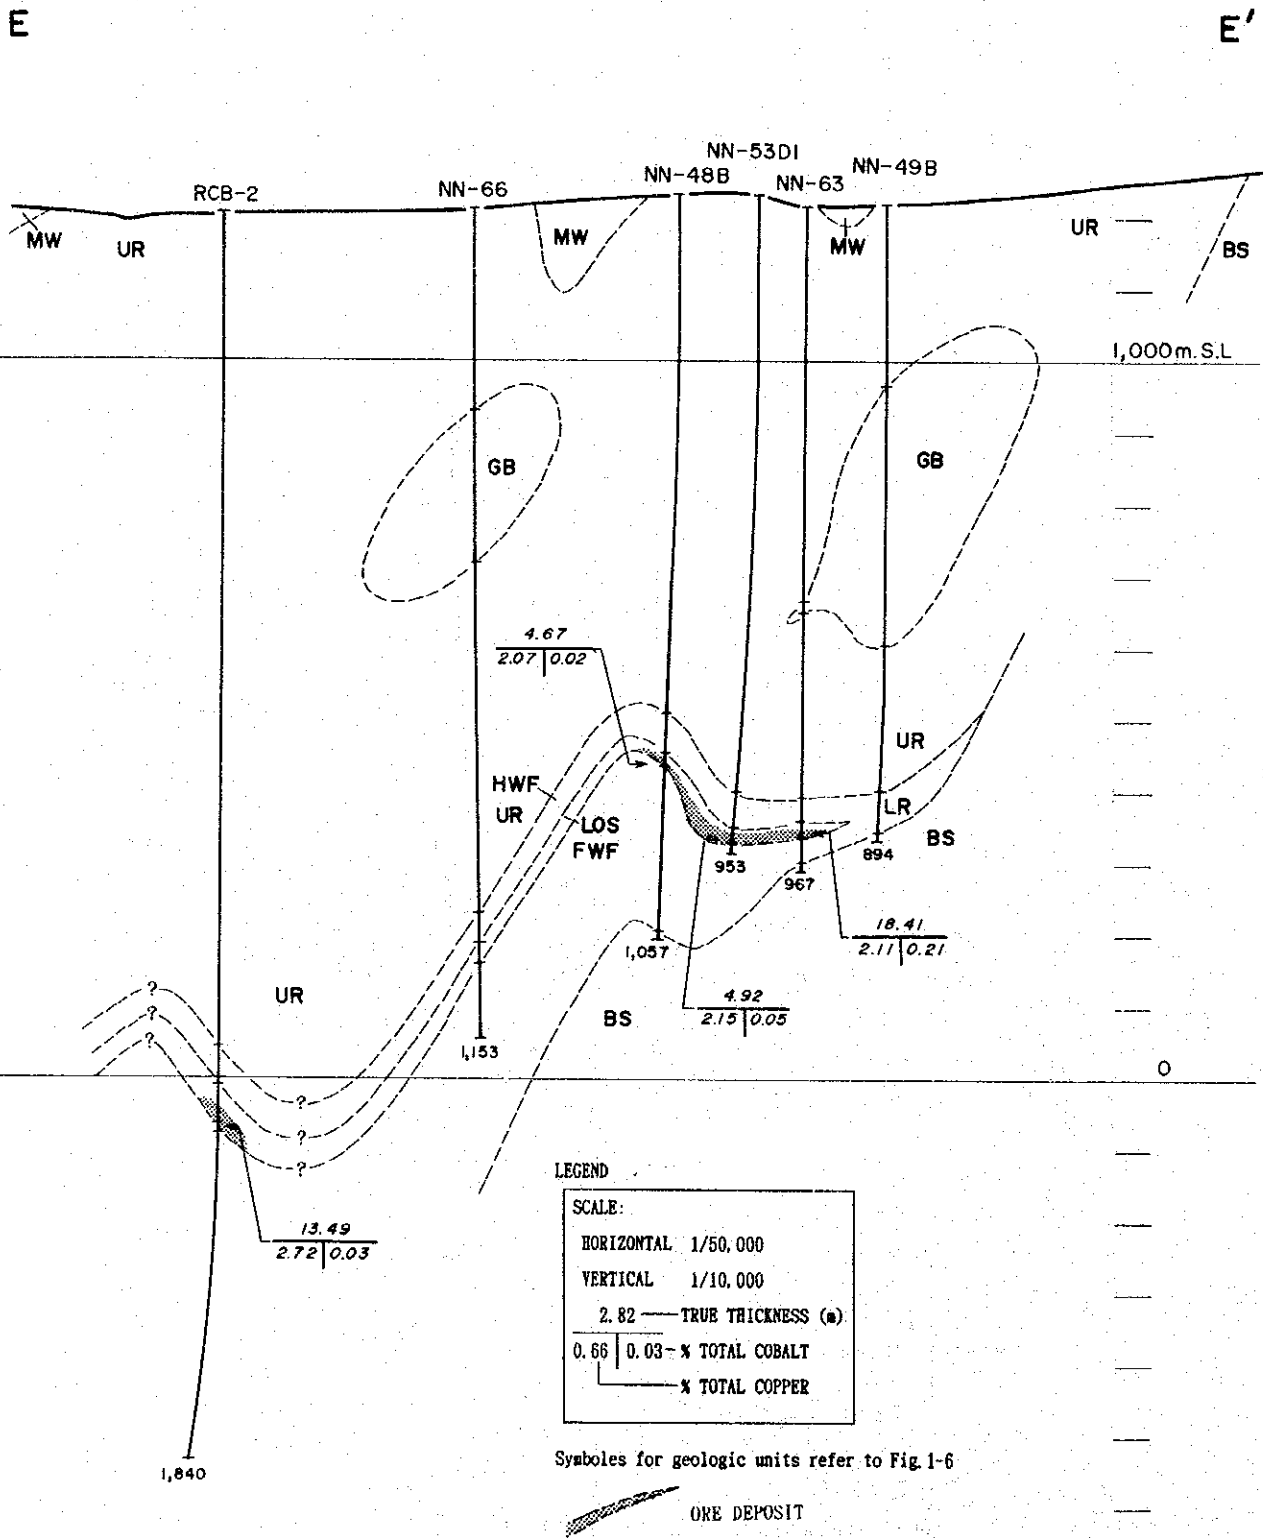 E
E'
NN-53D1
RCB-2
NN-66
NN-48B
NN-63
NN-49B
MW
UR
MW
MW
UR
BS
1,000m.S.L
GB
GB
4.67
2.07 0.02
HWF
UR
LOS
FWF
UR
LR
BS
953
894
967
1,057
18.41
2.11 0.21
UR
4.92
2.15 0.05
BS
1,153
?
?
?
0
?
?
?
13.49
2.72 0.03
1,840
LEGEND
SCALE:
HORIZONTAL 1/50,000
VERTICAL 1/10,000
2.82 TRUE THICKNESS (m)
0.66 0.03 % TOTAL COBALT
% TOTAL COPPER
Symboles for geologic units refer to Fig.1-6
ORE DEPOSIT